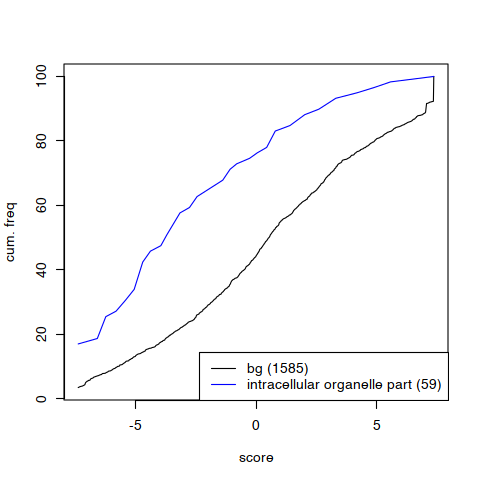 cum. freq
100
80
60
40
20
0
bg (1585)
intracellular organelle part (59)
-5
0
5
score